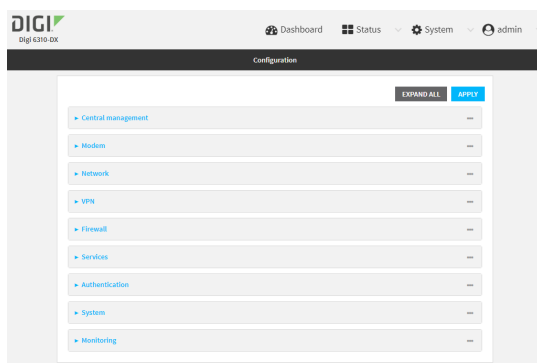 DIGI
Digi 6310-DX
Dashboard Status System admin
Configuration
EXPAND ALL APPLY
Central management
Modem
Network
VPN
Firewall
Services
Authentication
System
Monitoring